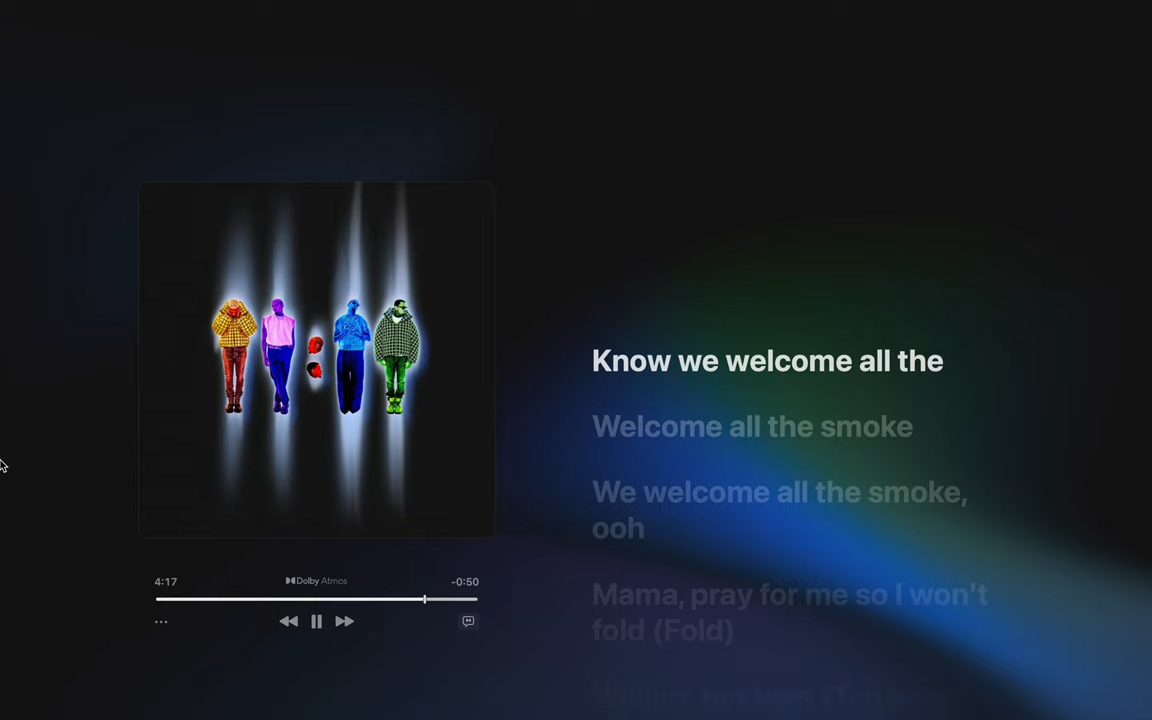 4:17
Dolby Atmos
-0:50
Know we welcome all the
Welcome all the smoke
We welcome all the smoke,
ooh
Mama, pray for me so I won't
fold (Fold)